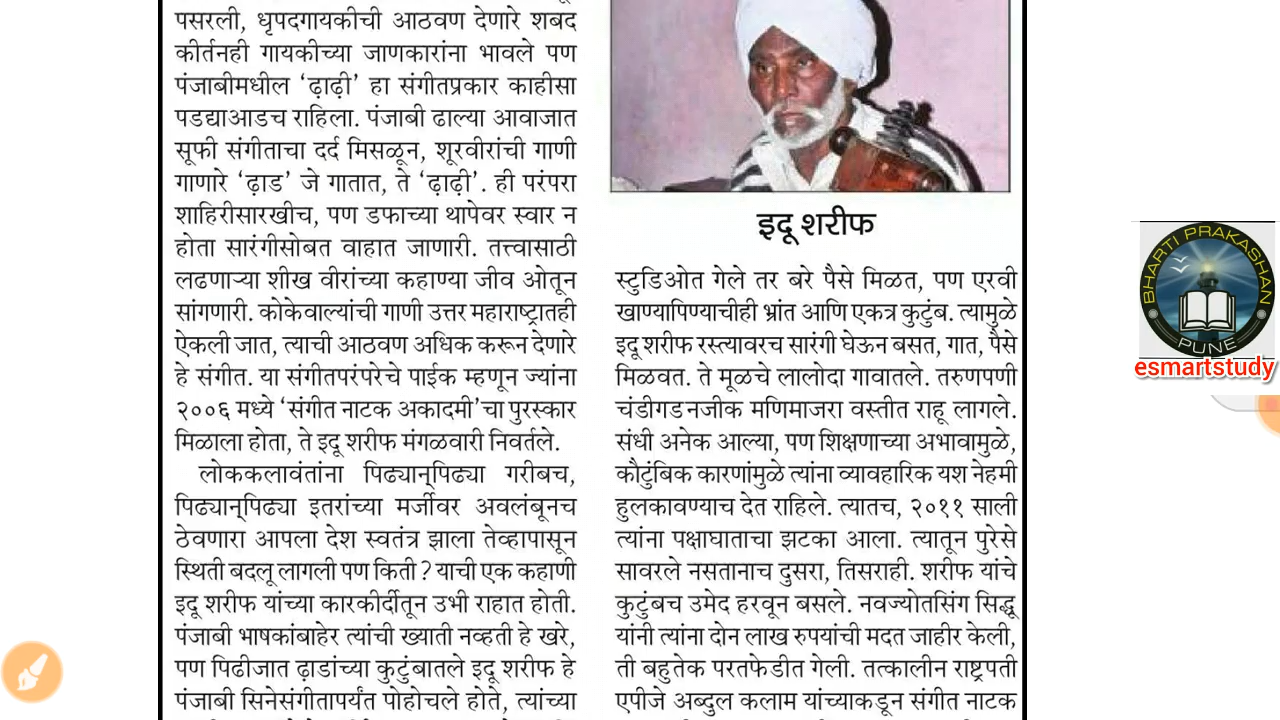 पसरली, धृपदगायकीची आठवण देणारे शबद
कीर्तनही गायकीच्या जाणकारांना भावले पण
पंजाबीमधील ‘ढ़ाढ़ी’ हा संगीतप्रकार काहीसा
पडद्याआडच राहिला. पंजाबी ढाल्या आवाजात
सूफी संगीताचा दर्द मिसळून, शूरवीरांची गाणी
गाणारे ‘ढ़ाड’ जे गातात, ते ‘ढ़ाढ़ी’. ही परंपरा
शाहिरीसारखीच, पण डफाच्या थापेवर स्वार न
होता सारंगीसोबत वाहात जाणारी. तत्त्वासाठी
लढणाऱ्या शीख वीरांच्या कहाण्या जीव ओतून
सांगणारी. कोकेवाल्यांची गाणी उत्तर महाराष्ट्रातही
ऐकली जात, त्याची आठवण अधिक करून देणारे
हे संगीत. या संगीतपरंपरेचे पाईक म्हणून ज्यांना
२००६ मध्ये ‘संगीत नाटक अकादमी’चा पुरस्कार
मिळाला होता, ते इदू शरीफ मंगळवारी निवर्तले.
लोककलावंतांना पिढ्यान्‌पिढ्या गरीबच,
पिढ्यान्‌पिढ्या इतरांच्या मर्जीवर अवलंबूनच
ठेवणारा आपला देश स्वतंत्र झाला तेव्हापासून
स्थिती बदलू लागली पण किती? याची एक कहाणी
इदू शरीफ यांच्या कारकीर्दीतून उभी राहात होती.
पंजाबी भाषकांबाहेर त्यांची ख्याती नव्हती हे खरे,
पण पिढीजात ढ़ाडांच्या कुटुंबातले इदू शरीफ हे
पंजाबी सिनेसंगीतापर्यंत पोहोचले होते, त्यांच्या
इदू शरीफ
स्टुडिओत गेले तर बरे पैसे मिळत, पण एरवी
खाण्यापिण्याचीही भ्रांत आणि एकत्र कुटुंब. त्यामुळे
इदू शरीफ रस्त्यावरच सारंगी घेऊन बसत, गात, पैसे
मिळवत. ते मूळचे लालोदा गावातले. तरुणपणी
चंडीगडनजीक मणिमाजरा वस्तीत राहू लागले.
संधी अनेक आल्या, पण शिक्षणाच्या अभावामुळे,
कौटुंबिक कारणांमुळे त्यांना व्यावहारिक यश नेहमी
हुलकावण्याच देत राहिले. त्यातच, २०११ साली
त्यांना पक्षाघाताचा झटका आला. त्यातून पुरेसे
सावरले नसतानाच दुसरा, तिसराही. शरीफ यांचे
कुटुंबच उमेद हरवून बसले. नवज्योतसिंग सिद्धू
यांनी त्यांना दोन लाख रुपयांची मदत जाहीर केली,
ती बहुतेक परतफेडीत गेली. तत्कालीन राष्ट्रपती
एपीजे अब्दुल कलाम यांच्याकडून संगीत नाटक
BHARTI PRAKASHAN
PUNE
esmartstudy